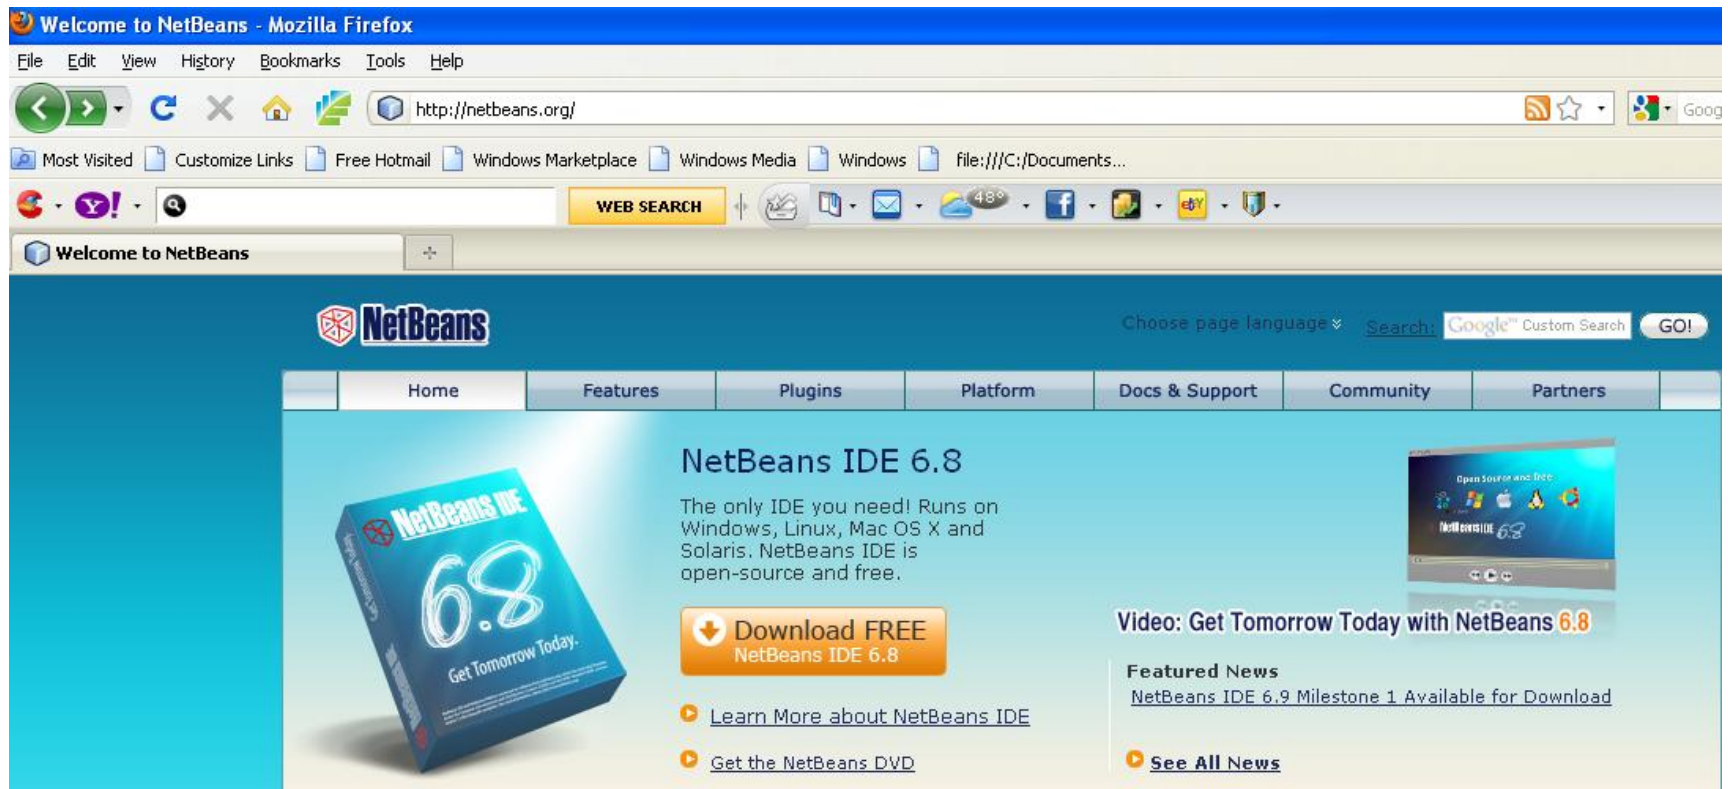 Welcome to NetBeans - Mozilla Firefox
File Edit View History Bookmarks Tools Help
http://netbeans.org/ Goog
Most Visited Customize Links Free Hotmail Windows Marketplace Windows Media Windows file:///C:/Documents...
Y! WEB SEARCH 48° ebY
Welcome to NetBeans
NetBeans Choose page language Search: Google™ Custom Search GO!
Home Features Plugins Platform Docs & Support Community Partners
NetBeans IDE
6.8
Get Tomorrow Today.
Get Tomorrow Today
NetBeans IDE 6.8
The only IDE you need! Runs on
Windows, Linux, Mac OS X and
Solaris. NetBeans IDE is
open-source and free.
Download FREE
NetBeans IDE 6.8
Learn More about NetBeans IDE
Get the NetBeans DVD
Open Source and Free
NetBeans IDE 6.8
Video: Get Tomorrow Today with NetBeans 6.8
Featured News
NetBeans IDE 6.9 Milestone 1 Available for Download
See All News